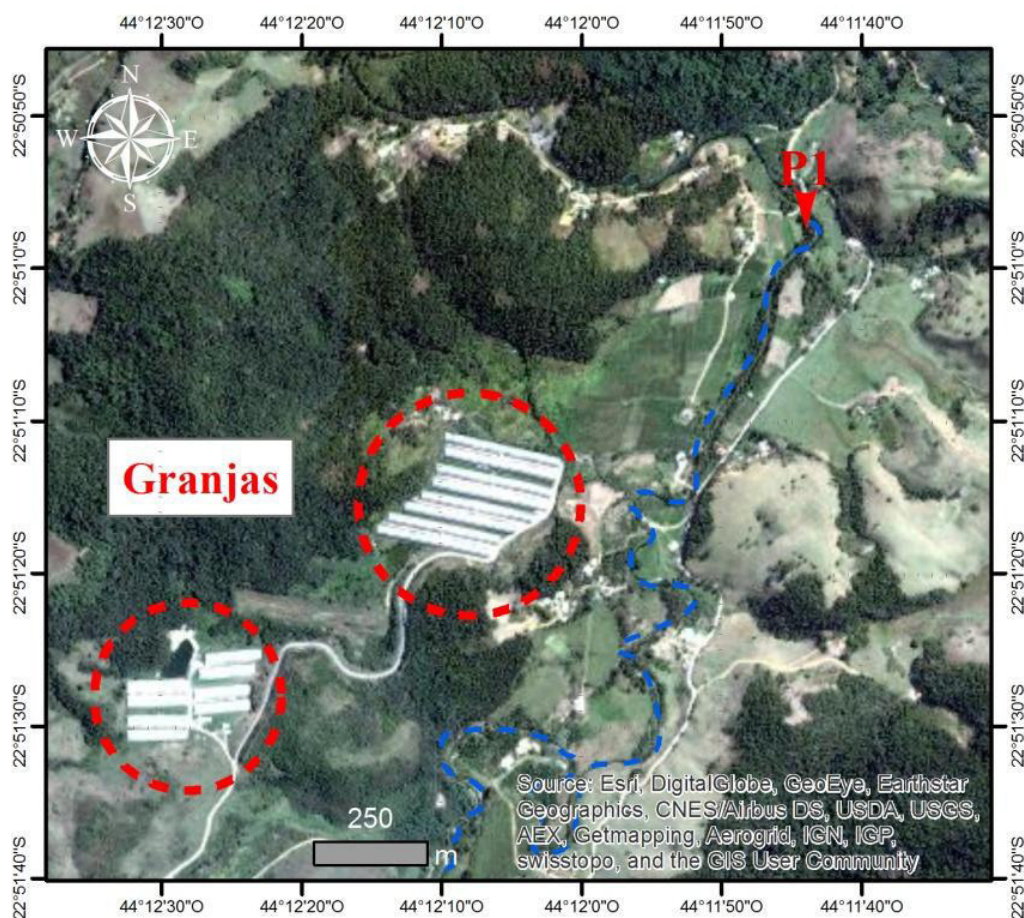 44°12'30"O 44°12'20"O 44°12'10"O 44°12'0"O 44°11'50"O 44°11'40"O
N
W E
S
P1
22°50'50"S 22°50'50"S
22°51'0"S 22°51'0"S
22°51'10"S 22°51'10"S
Granjas
22°51'20"S 22°51'20"S
22°51'30"S 22°51'30"S
Source: Esri, DigitalGlobe, GeoEye, Earthstar
Geographics, CNES/Airbus DS, USDA, USGS,
AEX, Getmapping, Aerogrid, IGN, IGP,
swisstopo, and the GIS User Community
250
m
22°51'40"S 22°51'40"S
44°12'30"O 44°12'20"O 44°12'10"O 44°12'0"O 44°11'50"O 44°11'40"O